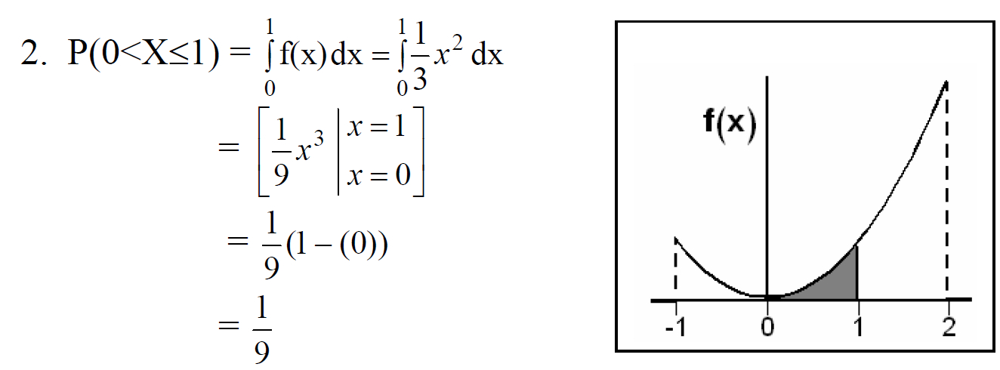 2. P(0<X≤1) = ∫₀¹ f(x) dx = ∫₀¹ 1/3 x² dx
= [ 1/9 x³ | x = 1 x = 0 ]
= 1/9 (1 – (0))
= 1/9
f(x)
-1 0 1 2